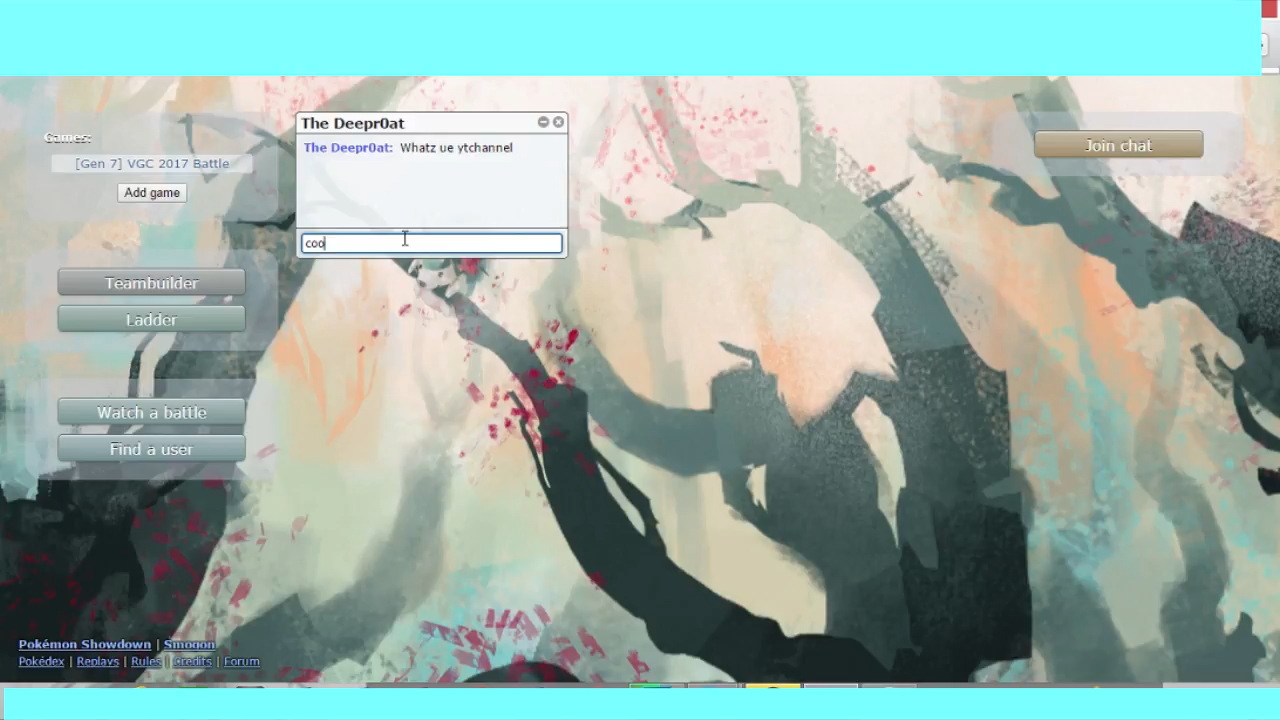 Games:
[Gen 7] VGC 2017 Battle
Add game
Teambuilder
Ladder
Watch a battle
Find a user
The Deepr0at
The Deepr0at: Whatz ue ytchannel
coo
Join chat
Pokémon Showdown | Smogon
Pokédex | Replays | Rules | Credits | Forum